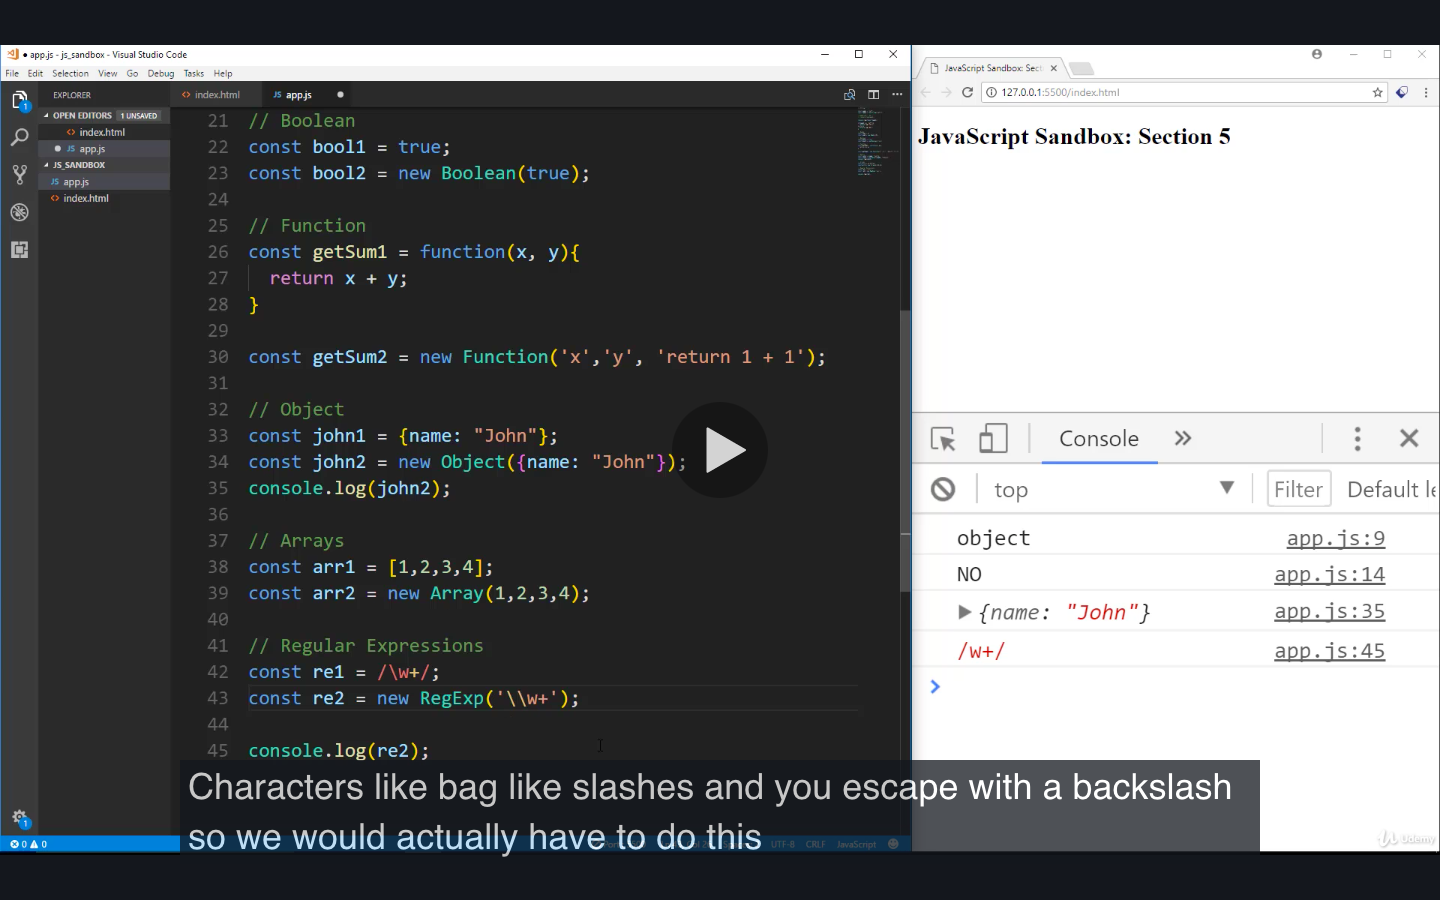 ● app.js - js_sandbox - Visual Studio Code
File Edit Selection View Go Debug Tasks Help
EXPLORER
OPEN EDITORS 1 UNSAVED
<> index.html
● JS app.js
JS_SANDBOX
JS app.js
<> index.html
1
1
<> index.html
JS app.js ●
21 // Boolean
22 const bool1 = true;
23 const bool2 = new Boolean(true);
24
25 // Function
26 const getSum1 = function(x, y){
27 return x + y;
28 }
29
30 const getSum2 = new Function('x','y', 'return 1 + 1');
31
32 // Object
33 const john1 = {name: "John"};
34 const john2 = new Object({name: "John"});
35 console.log(john2);
36
37 // Arrays
38 const arr1 = [1,2,3,4];
39 const arr2 = new Array(1,2,3,4);
40
41 // Regular Expressions
42 const re1 = /\w+/;
43 const re2 = new RegExp('\\w+');
44
45 console.log(re2);
0 0
UTF-8 CRLF JavaScript
JavaScript Sandbox: Sect
127.0.0.1:5500/index.html
JavaScript Sandbox: Section 5
Console »
top ▼ Filter Default le
object app.js:9
NO app.js:14
▶ {name: "John"} app.js:35
/w+/ app.js:45
>
Characters like bag like slashes and you escape with a backslash
so we would actually have to do this
Udemy